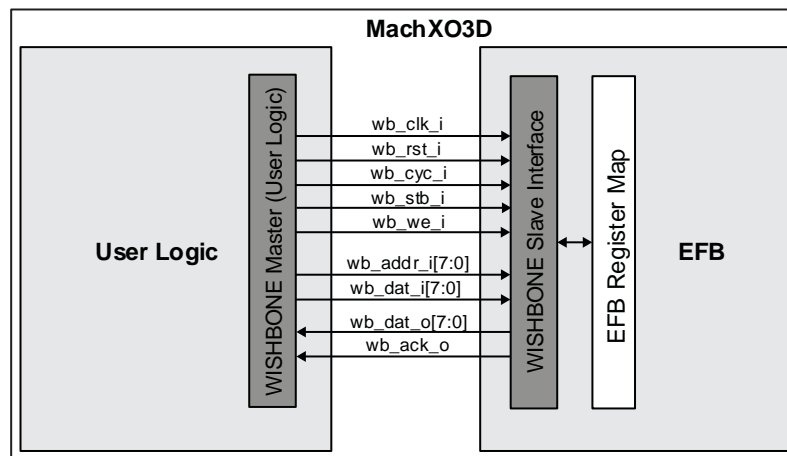 MachXO3D
User Logic
WISHBONE Master (User Logic)
wb_clk_i
wb_rst_i
wb_cyc_i
wb_stb_i
wb_we_i
wb_addr_i[7:0]
wb_dat_i[7:0]
wb_dat_o[7:0]
wb_ack_o
WISHBONE Slave Interface
EFB Register Map
EFB